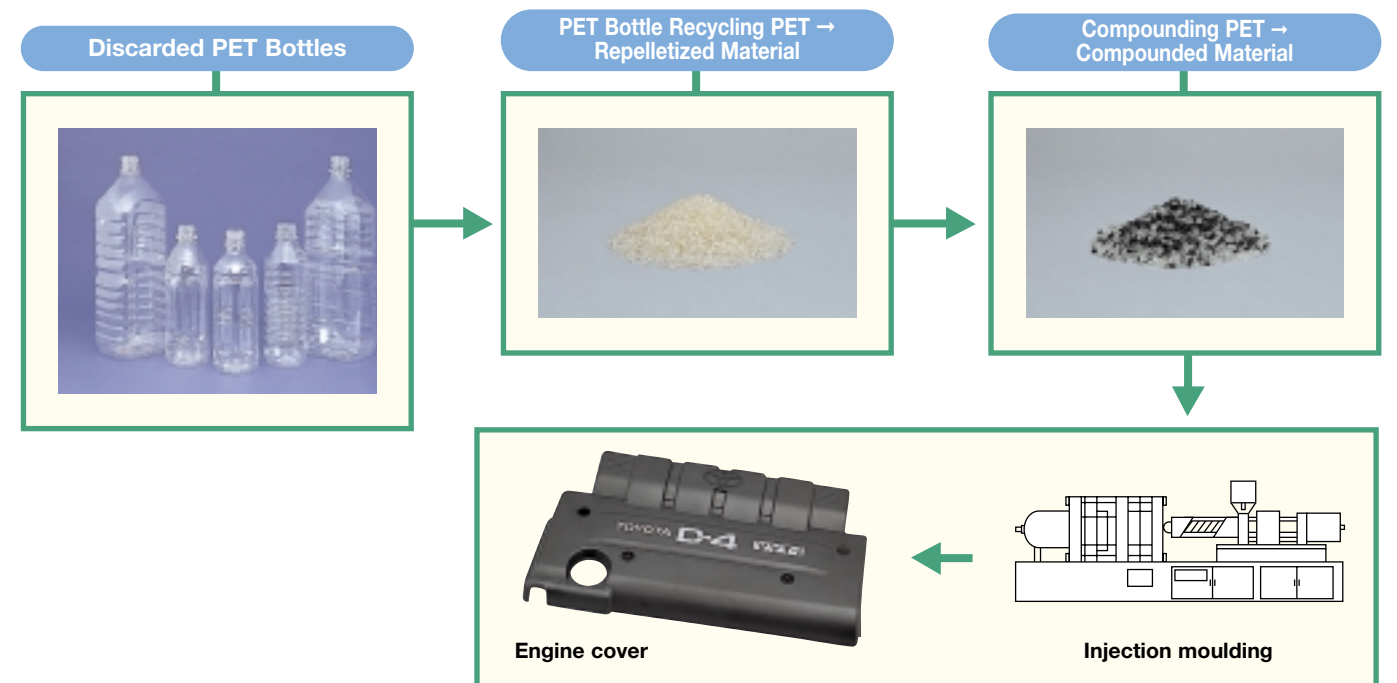 Discarded PET Bottles
PET Bottle Recycling PET →
Repelletized Material
Compounding PET →
Compounded Material
TOYOTA D-4
Engine cover
Injection moulding